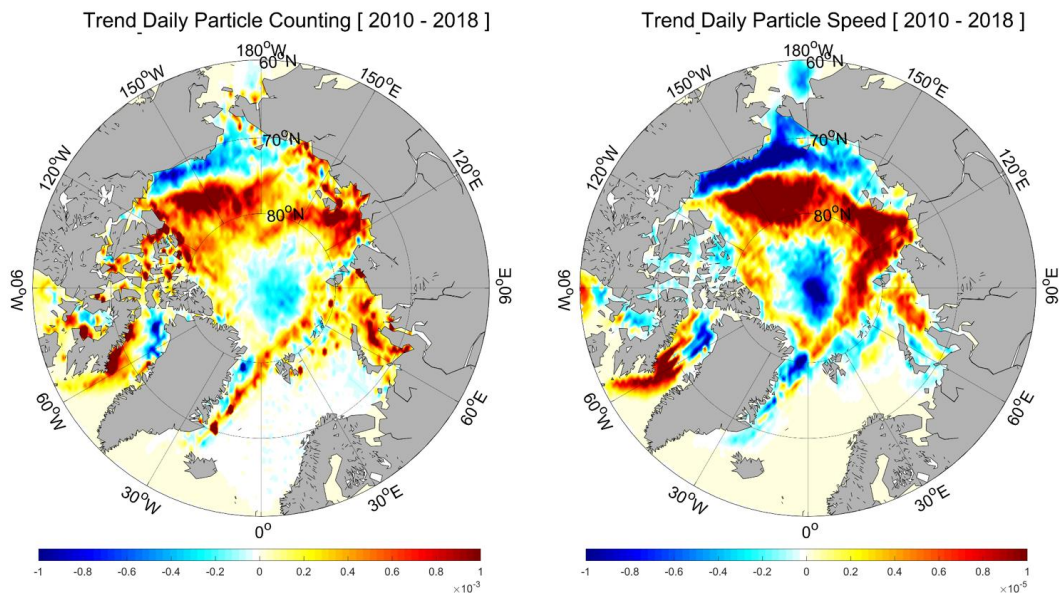 Trend_Daily Particle Counting [ 2010 - 2018 ]
180°W
60°N
150°W
150°E
70°N
120°W
120°E
80°N
90°W
90°E
60°W
60°E
30°W
30°E
0°
-1 -0.8 -0.6 -0.4 -0.2 0 0.2 0.4 0.6 0.8 1
×10-3
Trend_Daily Particle Speed [ 2010 - 2018 ]
180°W
60°N
150°W
150°E
70°N
120°W
120°E
80°N
90°W
90°E
60°W
60°E
30°W
30°E
0°
-1 -0.8 -0.6 -0.4 -0.2 0 0.2 0.4 0.6 0.8 1
×10-5